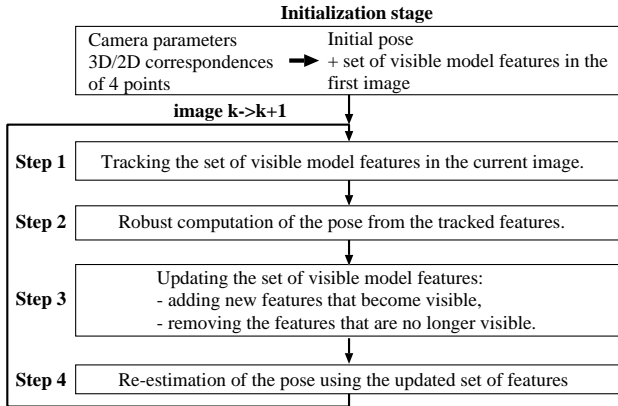 Initialization stage
Camera parameters
3D/2D correspondences
of 4 points
Initial pose
+ set of visible model features in the
first image
image k->k+1
Step 1
Tracking the set of visible model features in the current image.
Step 2
Robust computation of the pose from the tracked features.
Step 3
Updating the set of visible model features:
- adding new features that become visible,
- removing the features that are no longer visible.
Step 4
Re-estimation of the pose using the updated set of features